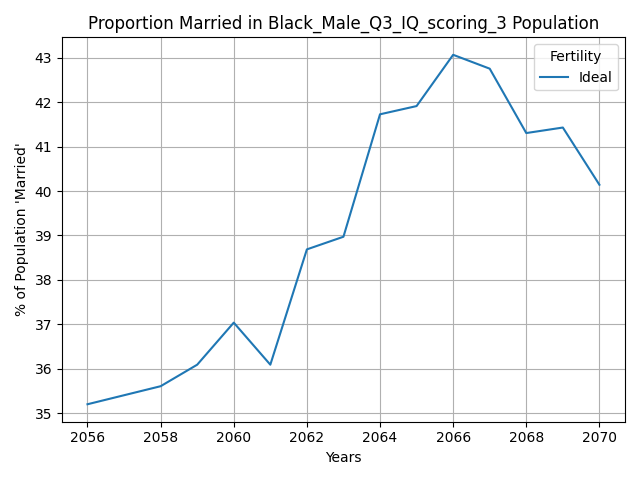 Proportion Married in Black_Male_Q3_IQ_scoring_3 Population
Fertility
Ideal
43
42
41
40
39
38
37
36
35
% of Population 'Married'
2056 2058 2060 2062 2064 2066 2068 2070
Years